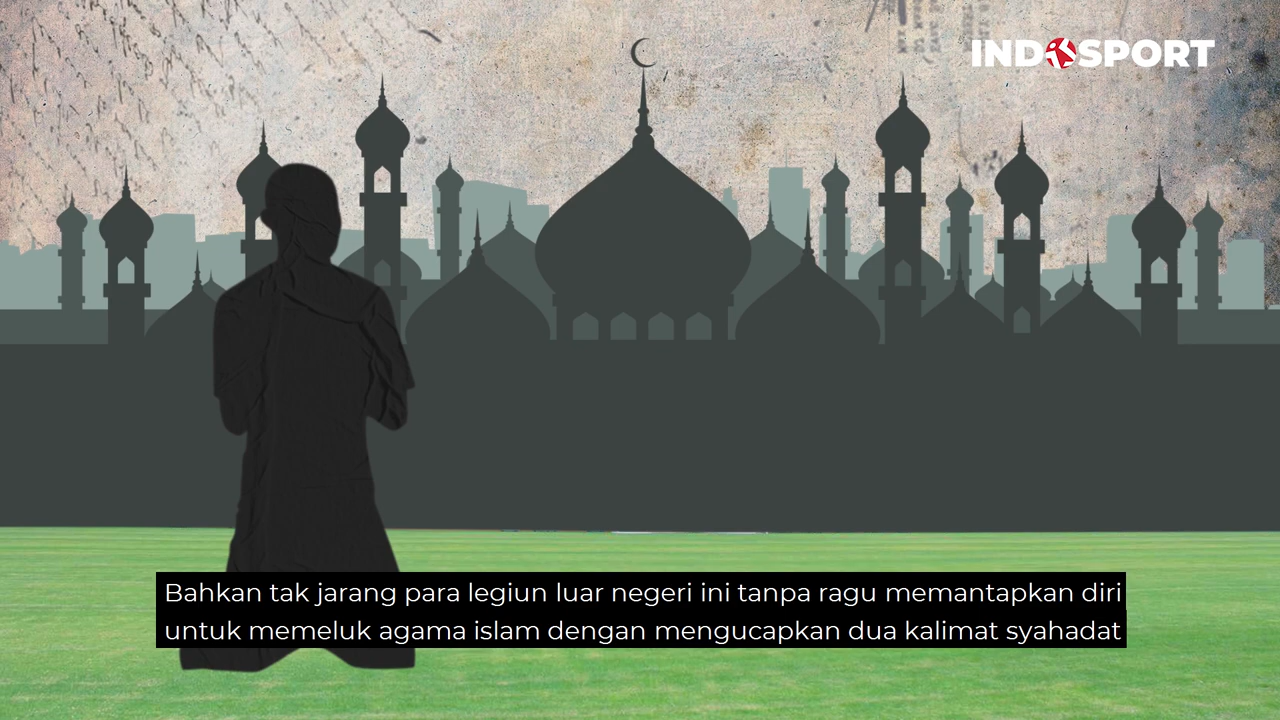 INDOSPORT
Bahkan tak jarang para legiun luar negeri ini tanpa ragu memantapkan diri
untuk memeluk agama islam dengan mengucapkan dua kalimat syahadat